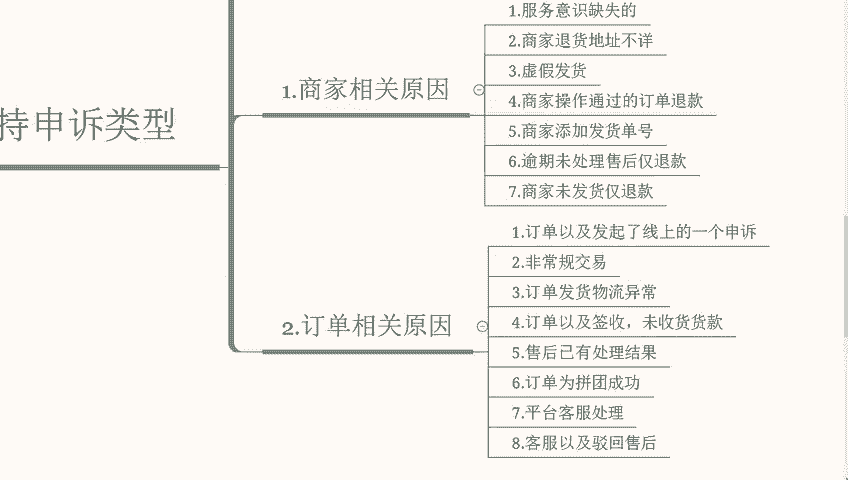 持申诉类型
1.商家相关原因
1.服务意识缺失的
2.商家退货地址不详
3.虚假发货
4.商家操作通过的订单退款
5.商家添加发货单号
6.逾期未处理售后仅退款
7.商家未发货仅退款
2.订单相关原因
1.订单以及发起了线上的一个申诉
2.非常规交易
3.订单发货物流异常
4.订单以及签收，未收货货款
5.售后已有处理结果
6.订单为拼团成功
7.平台客服处理
8.客服以及驳回售后